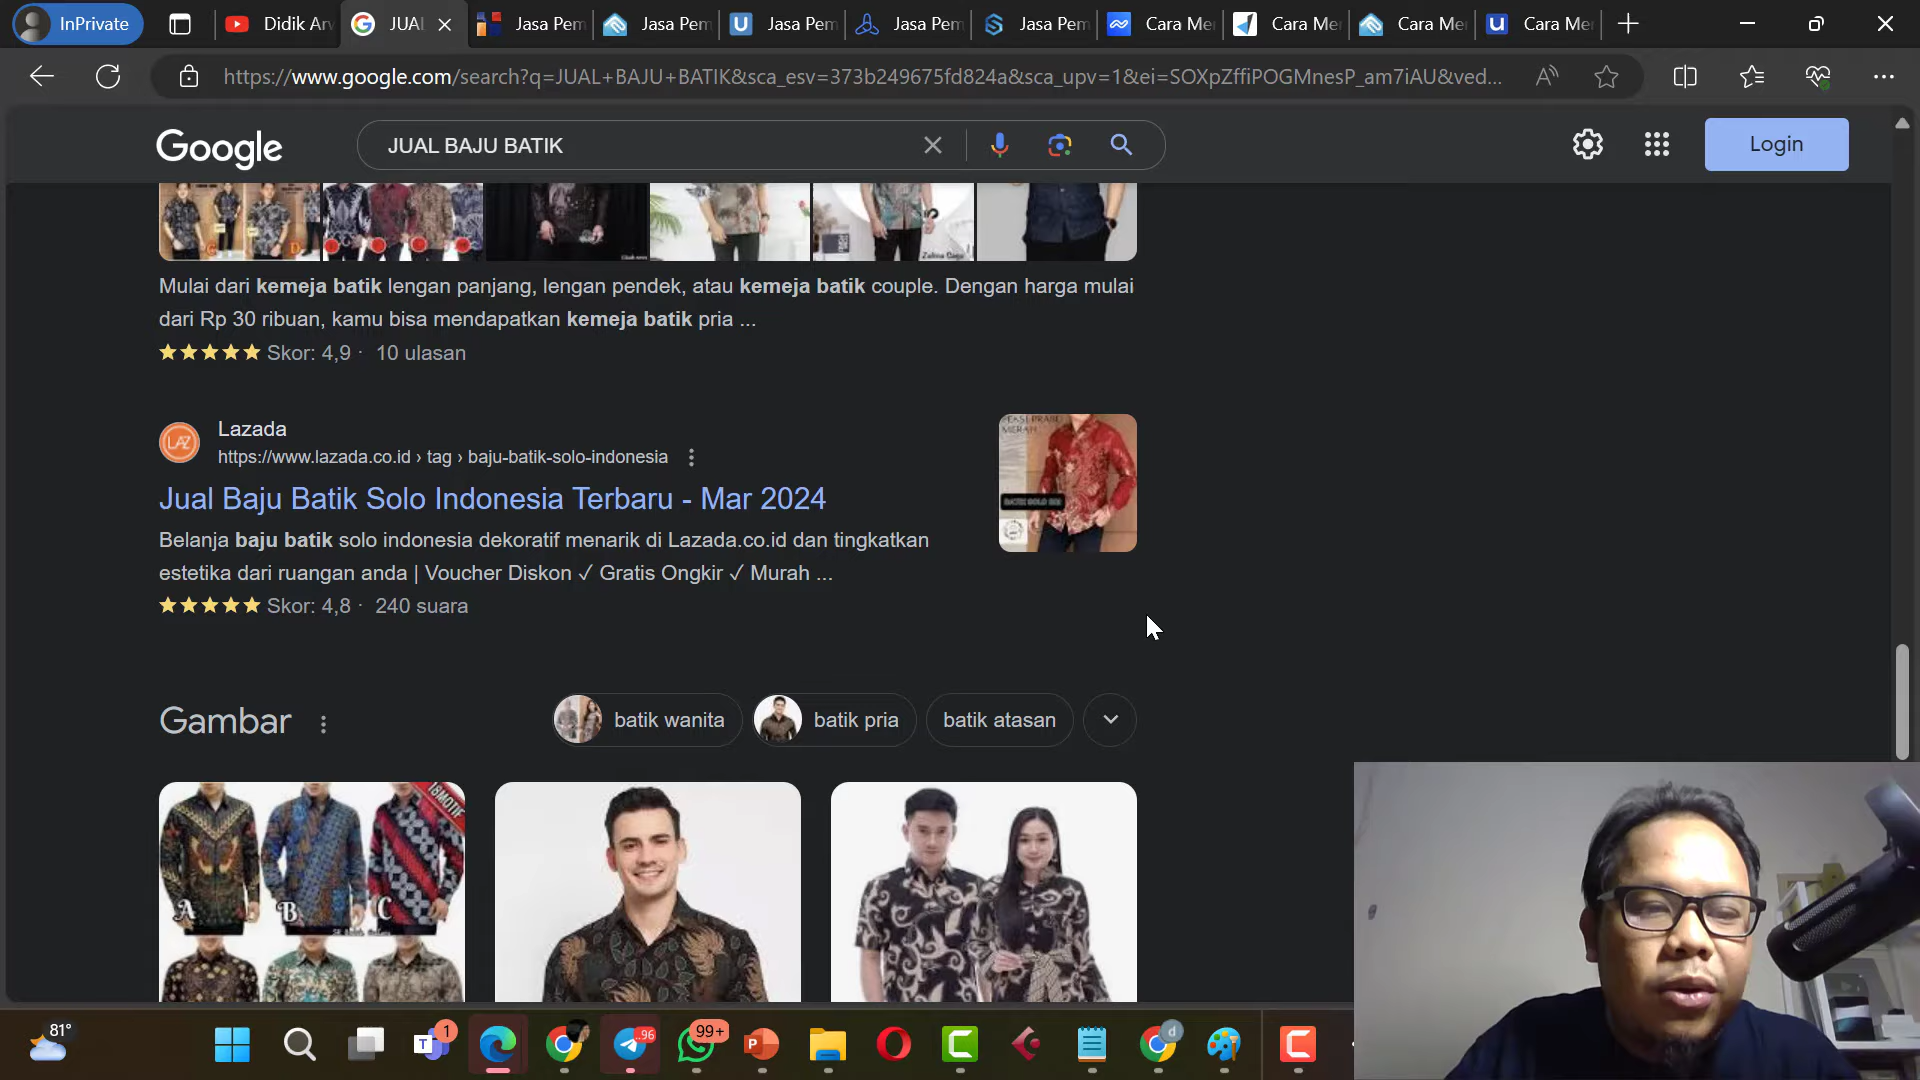 InPrivate
Didik Ar
JUAL
Jasa Pem
Jasa Pem
Jasa Pem
Jasa Pem
Jasa Pem
Cara Me
Cara Me
Cara Me
Cara Me
https://www.google.com/search?q=JUAL+BAJU+BATIK&sca_esv=373b249675fd824a&sca_upv=1&ei=SOXpZffiPOGMnesP_am7iAU&ved...
Google
JUAL BAJU BATIK
Login
Mulai dari kemeja batik lengan panjang, lengan pendek, atau kemeja batik couple. Dengan harga mulai
dari Rp 30 ribuan, kamu bisa mendapatkan kemeja batik pria ...
Skor: 4,9 · 10 ulasan
LAZ
Lazada
https://www.lazada.co.id › tag › baju-batik-solo-indonesia
Jual Baju Batik Solo Indonesia Terbaru - Mar 2024
Belanja baju batik solo indonesia dekoratif menarik di Lazada.co.id dan tingkatkan
estetika dari ruangan anda | Voucher Diskon ✓ Gratis Ongkir ✓ Murah ...
Skor: 4,8 · 240 suara
MERAH
Gambar
batik wanita
batik pria
batik atasan
18MOTIF
A
B
C
81°
1
96
99+